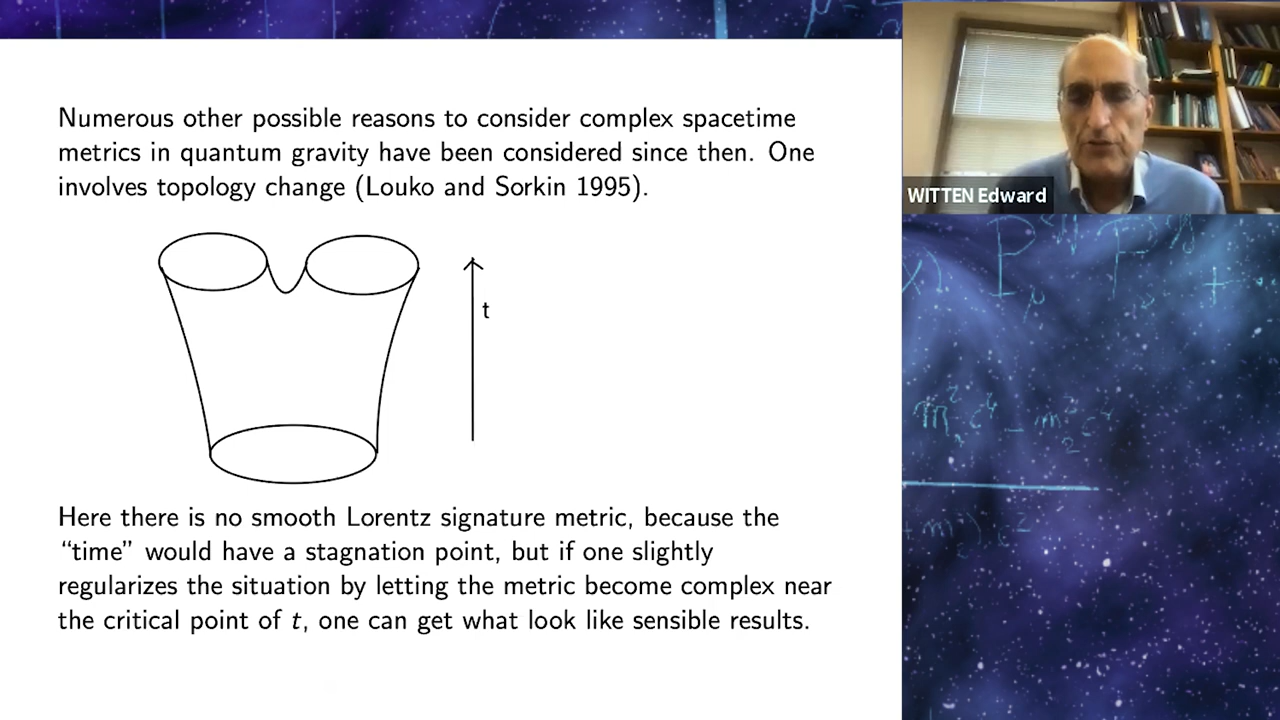 Numerous other possible reasons to consider complex spacetime
metrics in quantum gravity have been considered since then. One
involves topology change (Louko and Sorkin 1995).
t
Here there is no smooth Lorentz signature metric, because the
“time” would have a stagnation point, but if one slightly
regularizes the situation by letting the metric become complex near
the critical point of t, one can get what look like sensible results.
WITTEN Edward